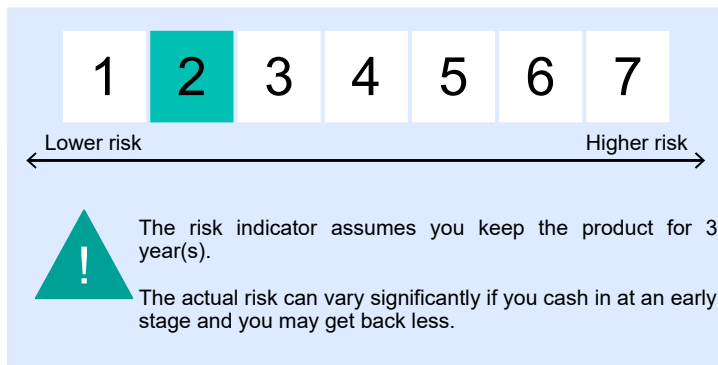 1 2 3 4 5 6 7
Lower risk Higher risk
!
The risk indicator assumes you keep the product for 3
year(s).
The actual risk can vary significantly if you cash in at an early
stage and you may get back less.